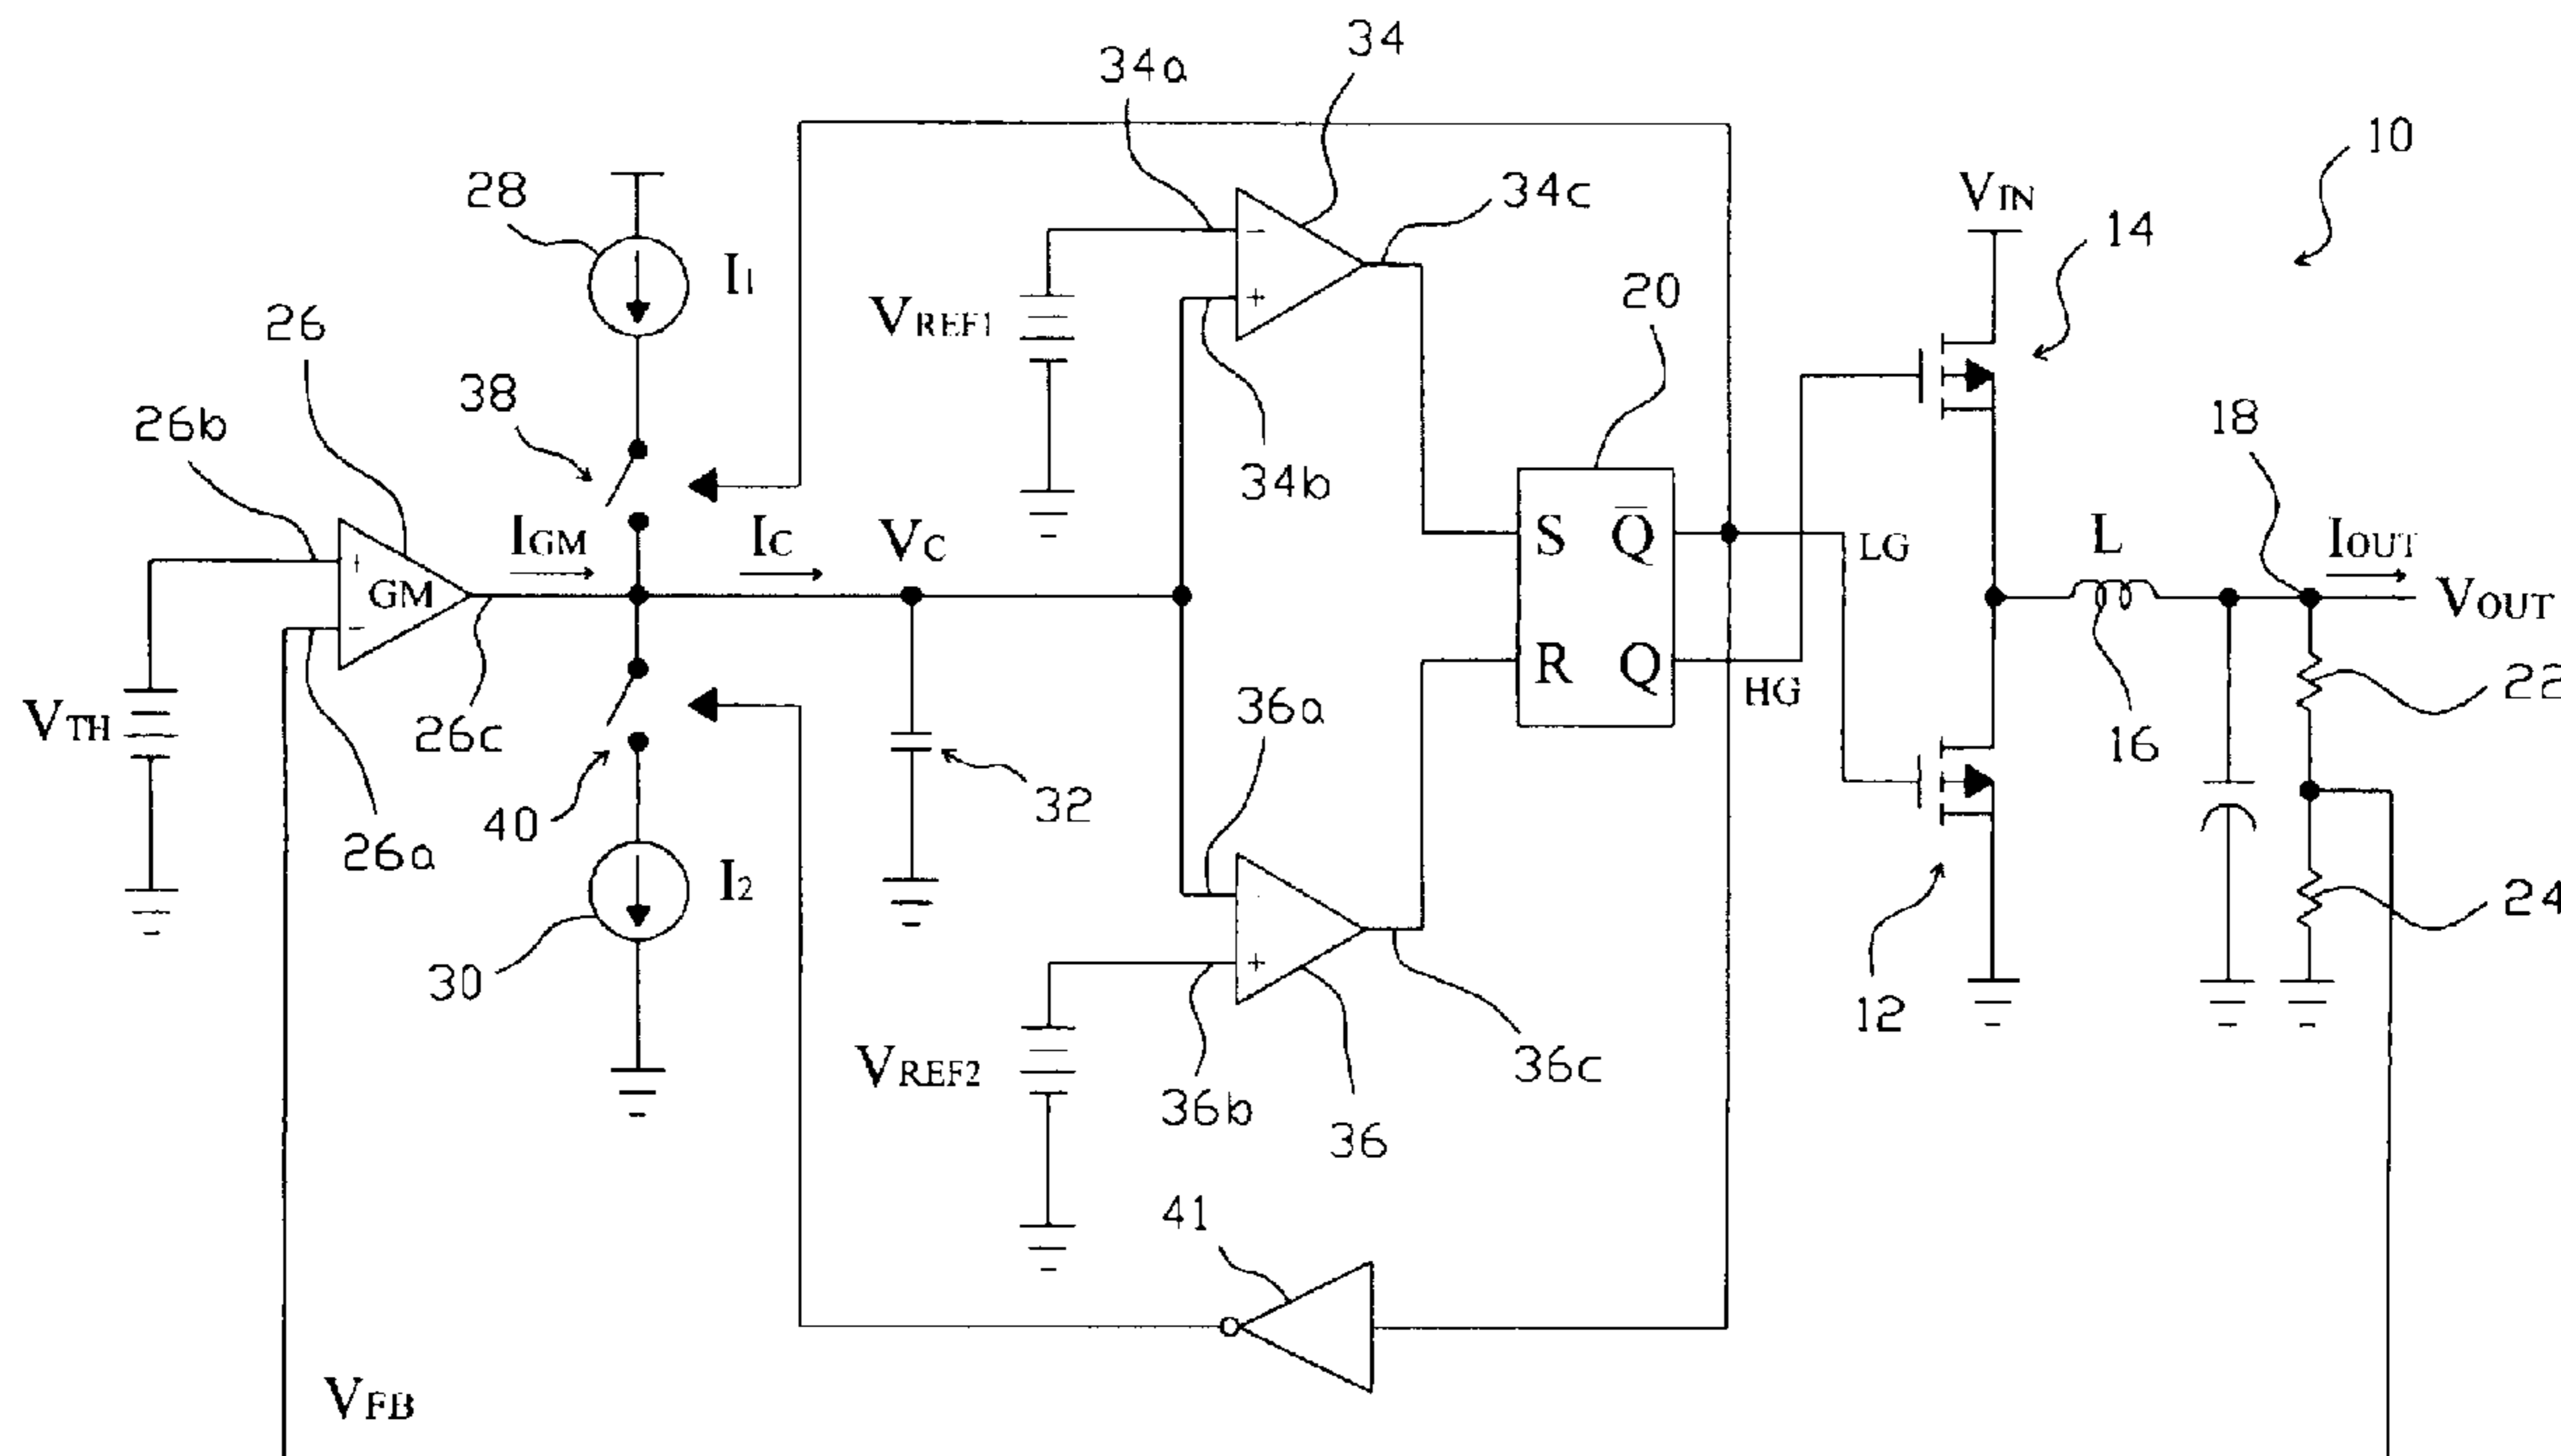 34
34a
10
VIN
28
34c
14
I1
20
VREF1
26
38
18
26b
34b
IGM
IC
VC
S
Q̅
LG
L
IOUT
+
GM
−
VOUT
R
Q
HG
22
VTH
26c
36a
16
40
32
26a
I2
24
30
12
VREF2
36b
36c
36
41
VFB